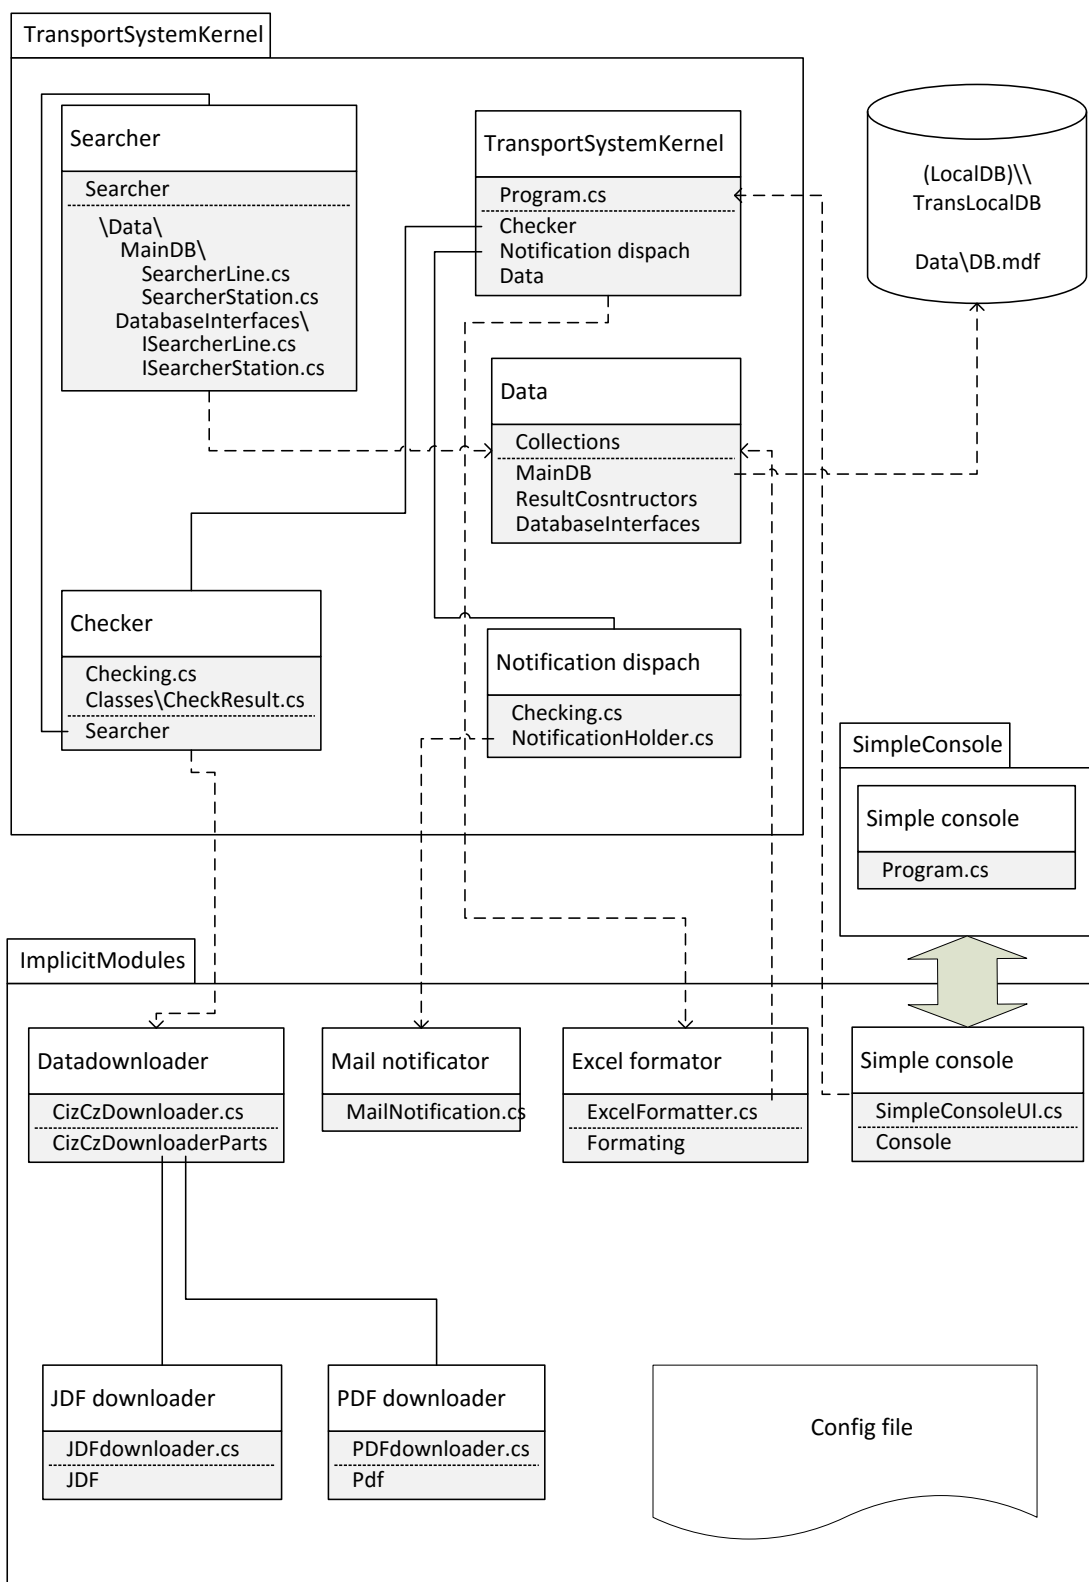 TransportSystemKernel
Searcher
Searcher
\Data\
MainDB\
SearcherLine.cs
SearcherStation.cs
DatabaseInterfaces\
ISearcherLine.cs
ISearcherStation.cs
TransportSystemKernel
Program.cs
Checker
Notification dispach
Data
(LocalDB)\\
TransLocalDB
Data\DB.mdf
Data
Collections
MainDB
ResultCosntructors
DatabaseInterfaces
Checker
Checking.cs
Classes\CheckResult.cs
Searcher
Notification dispach
Checking.cs
NotificationHolder.cs
SimpleConsole
Simple console
Program.cs
ImplicitModules
Datadownloader
CizCzDownloader.cs
CizCzDownloaderParts
Mail notificator
MailNotification.cs
Excel formator
ExcelFormatter.cs
Formating
Simple console
SimpleConsoleUI.cs
Console
JDF downloader
JDFdownloader.cs
JDF
PDF downloader
PDFdownloader.cs
Pdf
Config file